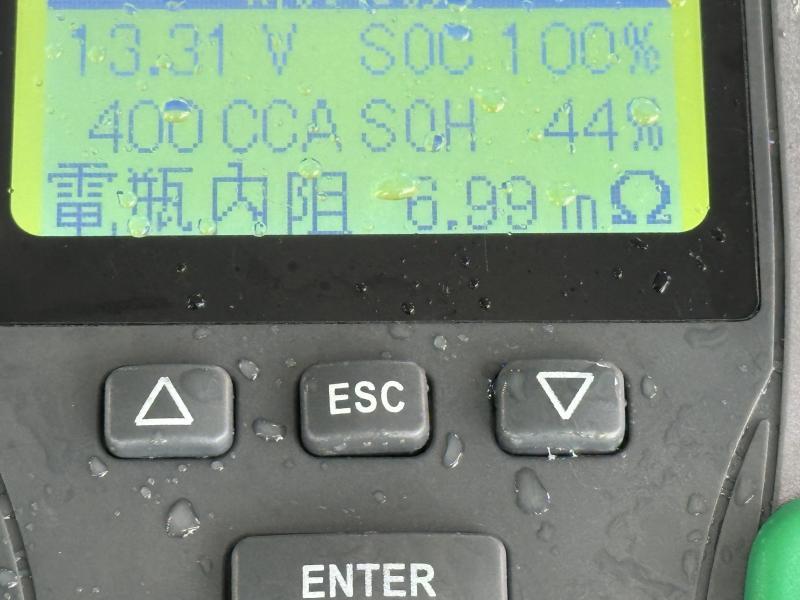 13.31 V SOC 100%
400 CCA SOH 44%
電瓶內阻 6.99 mΩ
△ ESC ▽
ENTER